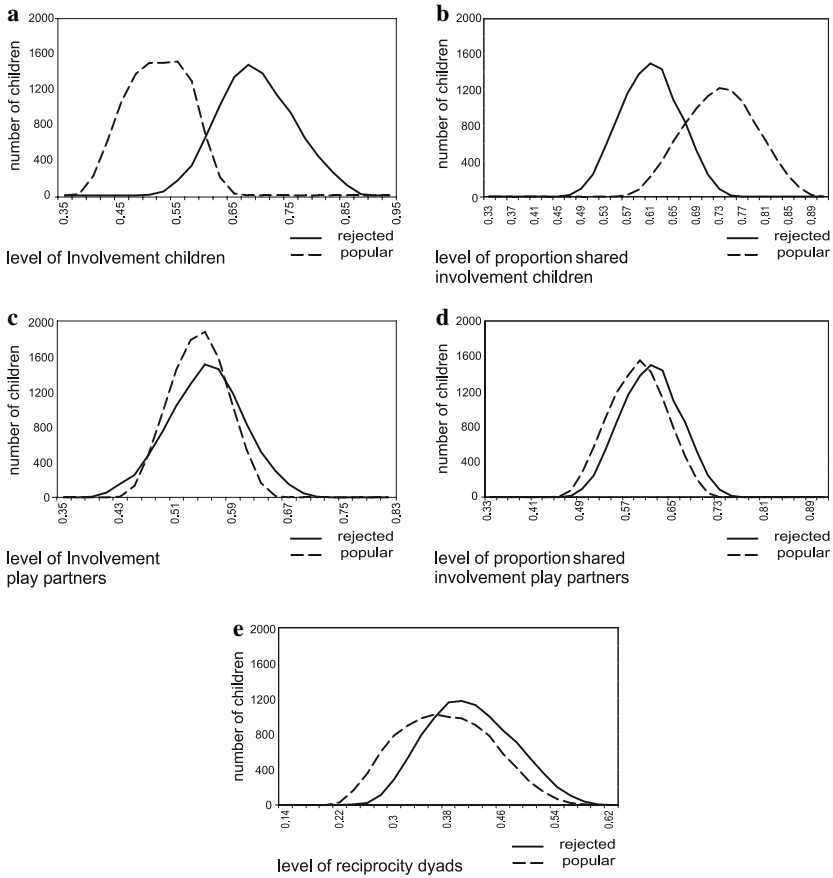 a
number of children
2000
1600
1200
800
400
0
0.35
0.45
0.55
0.65
0.75
0.85
0.95
level of Involvement children
rejected
popular
b
number of children
2000
1600
1200
800
400
0
0.33
0.37
0.41
0.45
0.49
0.53
0.57
0.61
0.65
0.69
0.73
0.77
0.81
0.85
0.89
level of proportion shared
involvement children
rejected
popular
c
number of children
2000
1600
1200
800
400
0
0.35
0.43
0.51
0.59
0.67
0.75
0.83
level of Involvement
play partners
rejected
popular
d
number of children
2000
1600
1200
800
400
0
0.33
0.41
0.49
0.57
0.65
0.73
0.81
0.89
level of proportion shared
involvement play partners
rejected
popular
e
number of children
2000
1600
1200
800
400
0
0.14
0.22
0.3
0.38
0.46
0.54
0.62
level of reciprocity dyads
rejected
popular